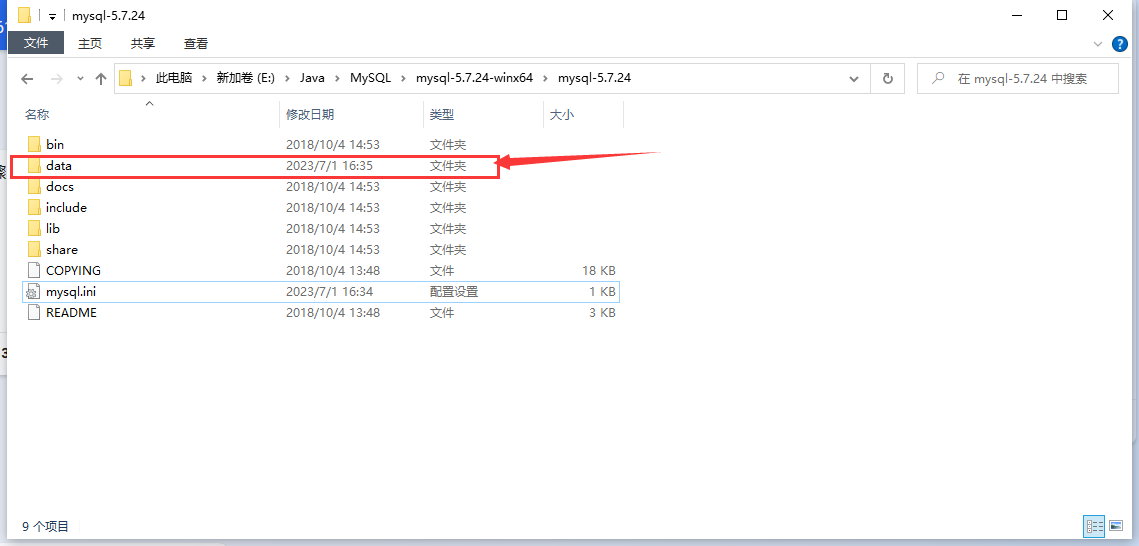 mysql-5.7.24
文件 主页 共享 查看
此电脑 新加卷 (E:) Java MySQL mysql-5.7.24-winx64 mysql-5.7.24 在 mysql-5.7.24 中搜索
名称 修改日期 类型 大小
bin 2018/10/4 14:53 文件夹
data 2023/7/1 16:35 文件夹
docs 2018/10/4 14:53 文件夹
include 2018/10/4 14:53 文件夹
lib 2018/10/4 14:53 文件夹
share 2018/10/4 14:53 文件夹
COPYING 2018/10/4 13:48 文件 18 KB
mysql.ini 2023/7/1 16:34 配置设置 1 KB
README 2018/10/4 13:48 文件 3 KB
9 个项目